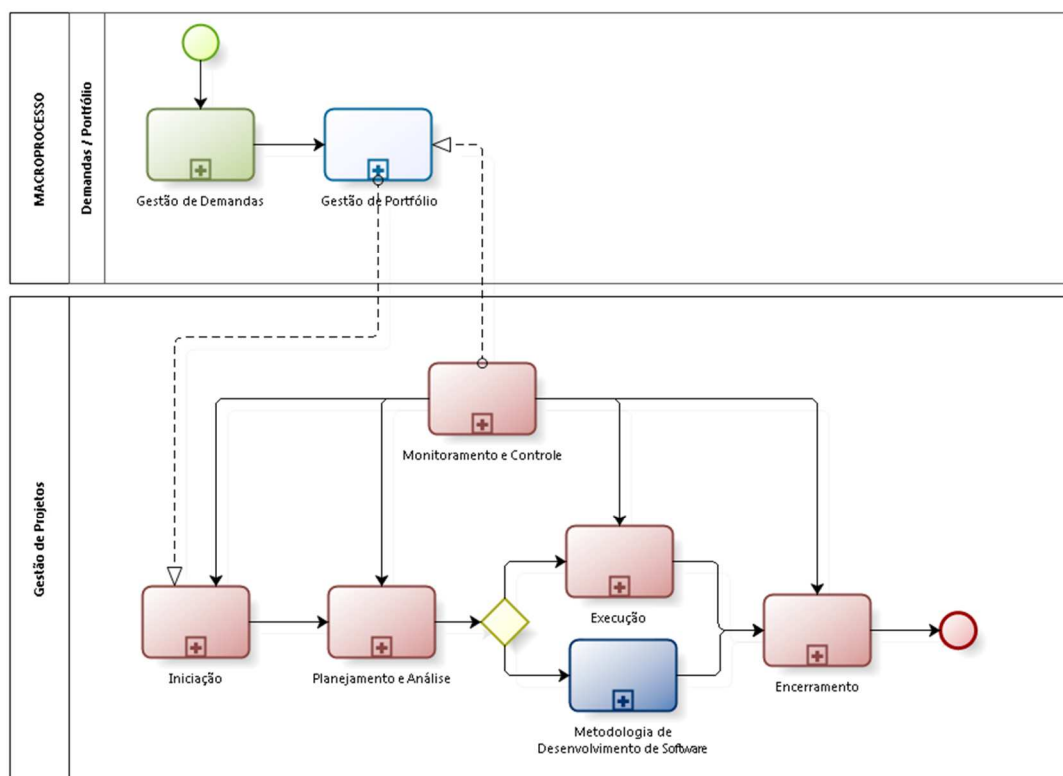 MACROPROCESSO
Demandas / Portfólio
Gestão de Demandas
Gestão de Portfólio
Gestão de Projetos
Monitoramento e Controle
Iniciação
Planejamento e Análise
Execução
Metodologia de
Desenvolvimento de Software
Encerramento